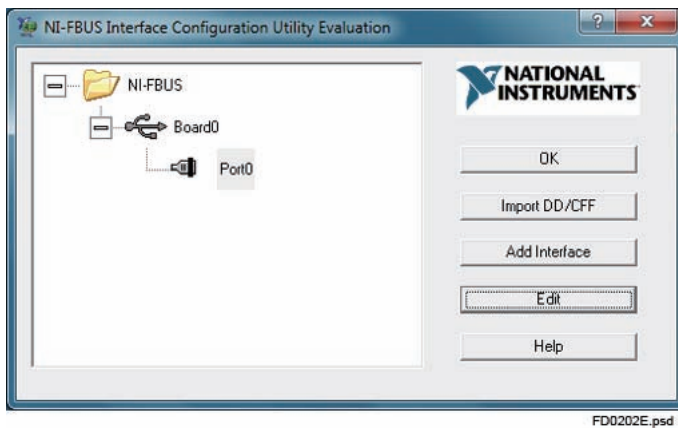 NI-FBUS Interface Configuration Utility Evaluation
NI-FBUS
Board0
Port0
NATIONAL
INSTRUMENTS
OK
Import DD/CFF
Add Interface
Edit
Help
FD0202E.psd